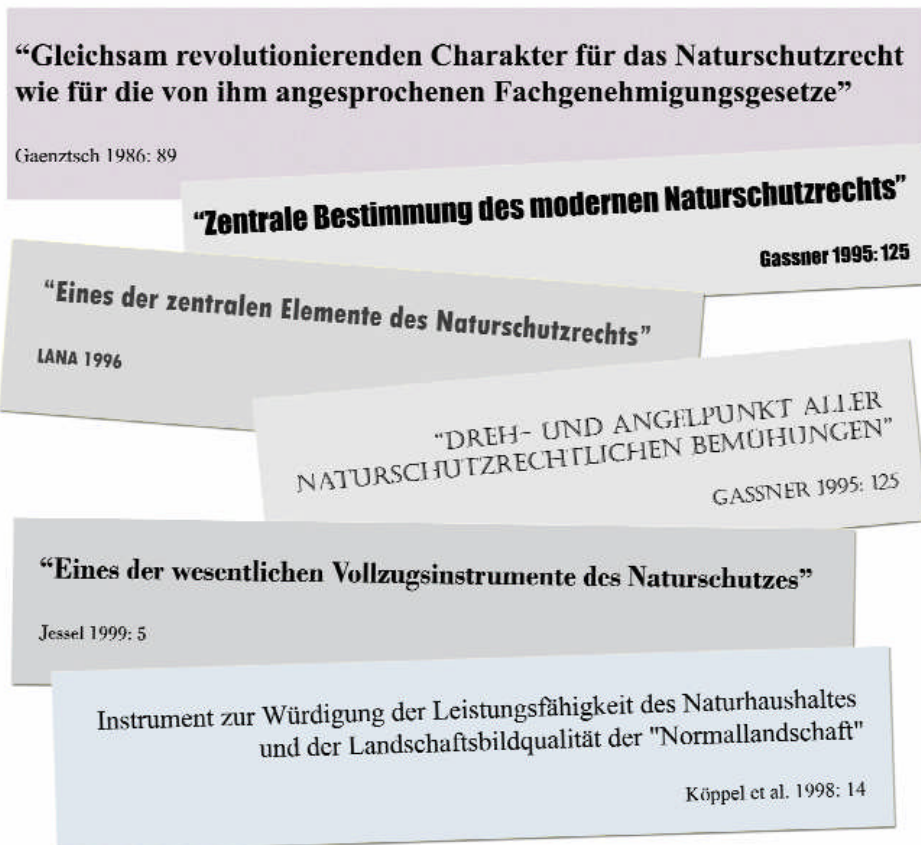 “Gleichsam revolutionierenden Charakter für das Naturschutzrecht
wie für die von ihm angesprochenen Fachgenehmigungsgesetze”
Gaenztsch 1986: 89
“Zentrale Bestimmung des modernen Naturschutzrechts”
Gassner 1995: 125
“Eines der zentralen Elemente des Naturschutzrechts”
LANA 1996
“DREH- UND ANGELPUNKT ALLER
NATURSCHUTZRECHTLICHEN BEMÜHUNGEN”
GASSNER 1995: 125
“Eines der wesentlichen Vollzugsinstrumente des Naturschutzes”
Jessel 1999: 5
Instrument zur Würdigung der Leistungsfähigkeit des Naturhaushaltes
und der Landschaftsbildqualität der "Normallandschaft"
Köppel et al. 1998: 14